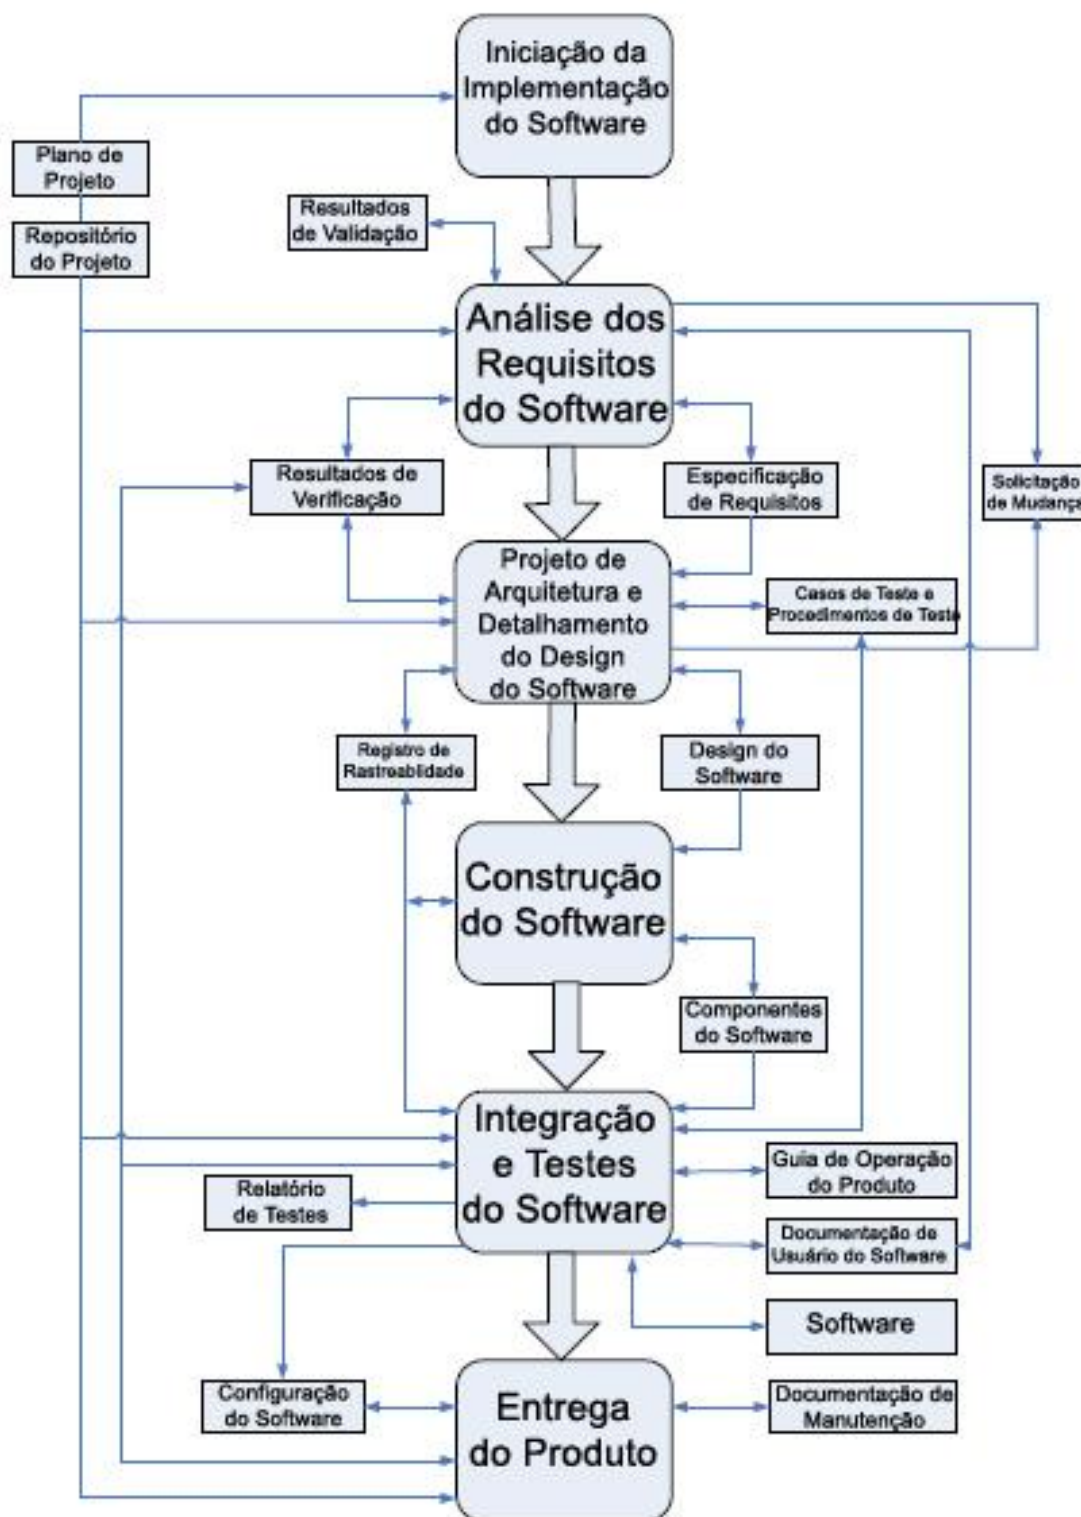 Iniciação da
Implementação
do Software
Plano de
Projeto
Repositório
do Projeto
Resultados
de Validação
Análise dos
Requisitos
do Software
Resultados de
Verificação
Especificação
de Requisitos
Solicitação
de Mudança
Projeto de
Arquitetura e
Detalhamento
do Design
do Software
Casos de Teste e
Procedimentos de Teste
Registro de
Rastreabilidade
Design do
Software
Construção
do Software
Componentes
do Software
Integração
e Testes
do Software
Guia de Operação
do Produto
Relatório
de Testes
Documentação de
Usuário do Software
Software
Configuração
do Software
Entrega
do Produto
Documentação de
Manutenção